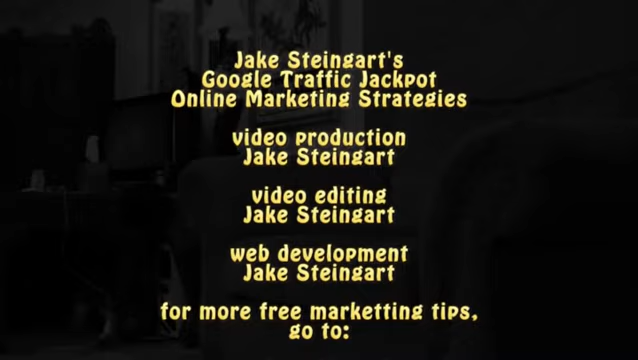 Jake Steingart's
Google Traffic Jackpot
Online Marketing Strategies
video production
Jake Steingart
video editing
Jake Steingart
web development
Jake Steingart
for more free marketting tips,
go to: